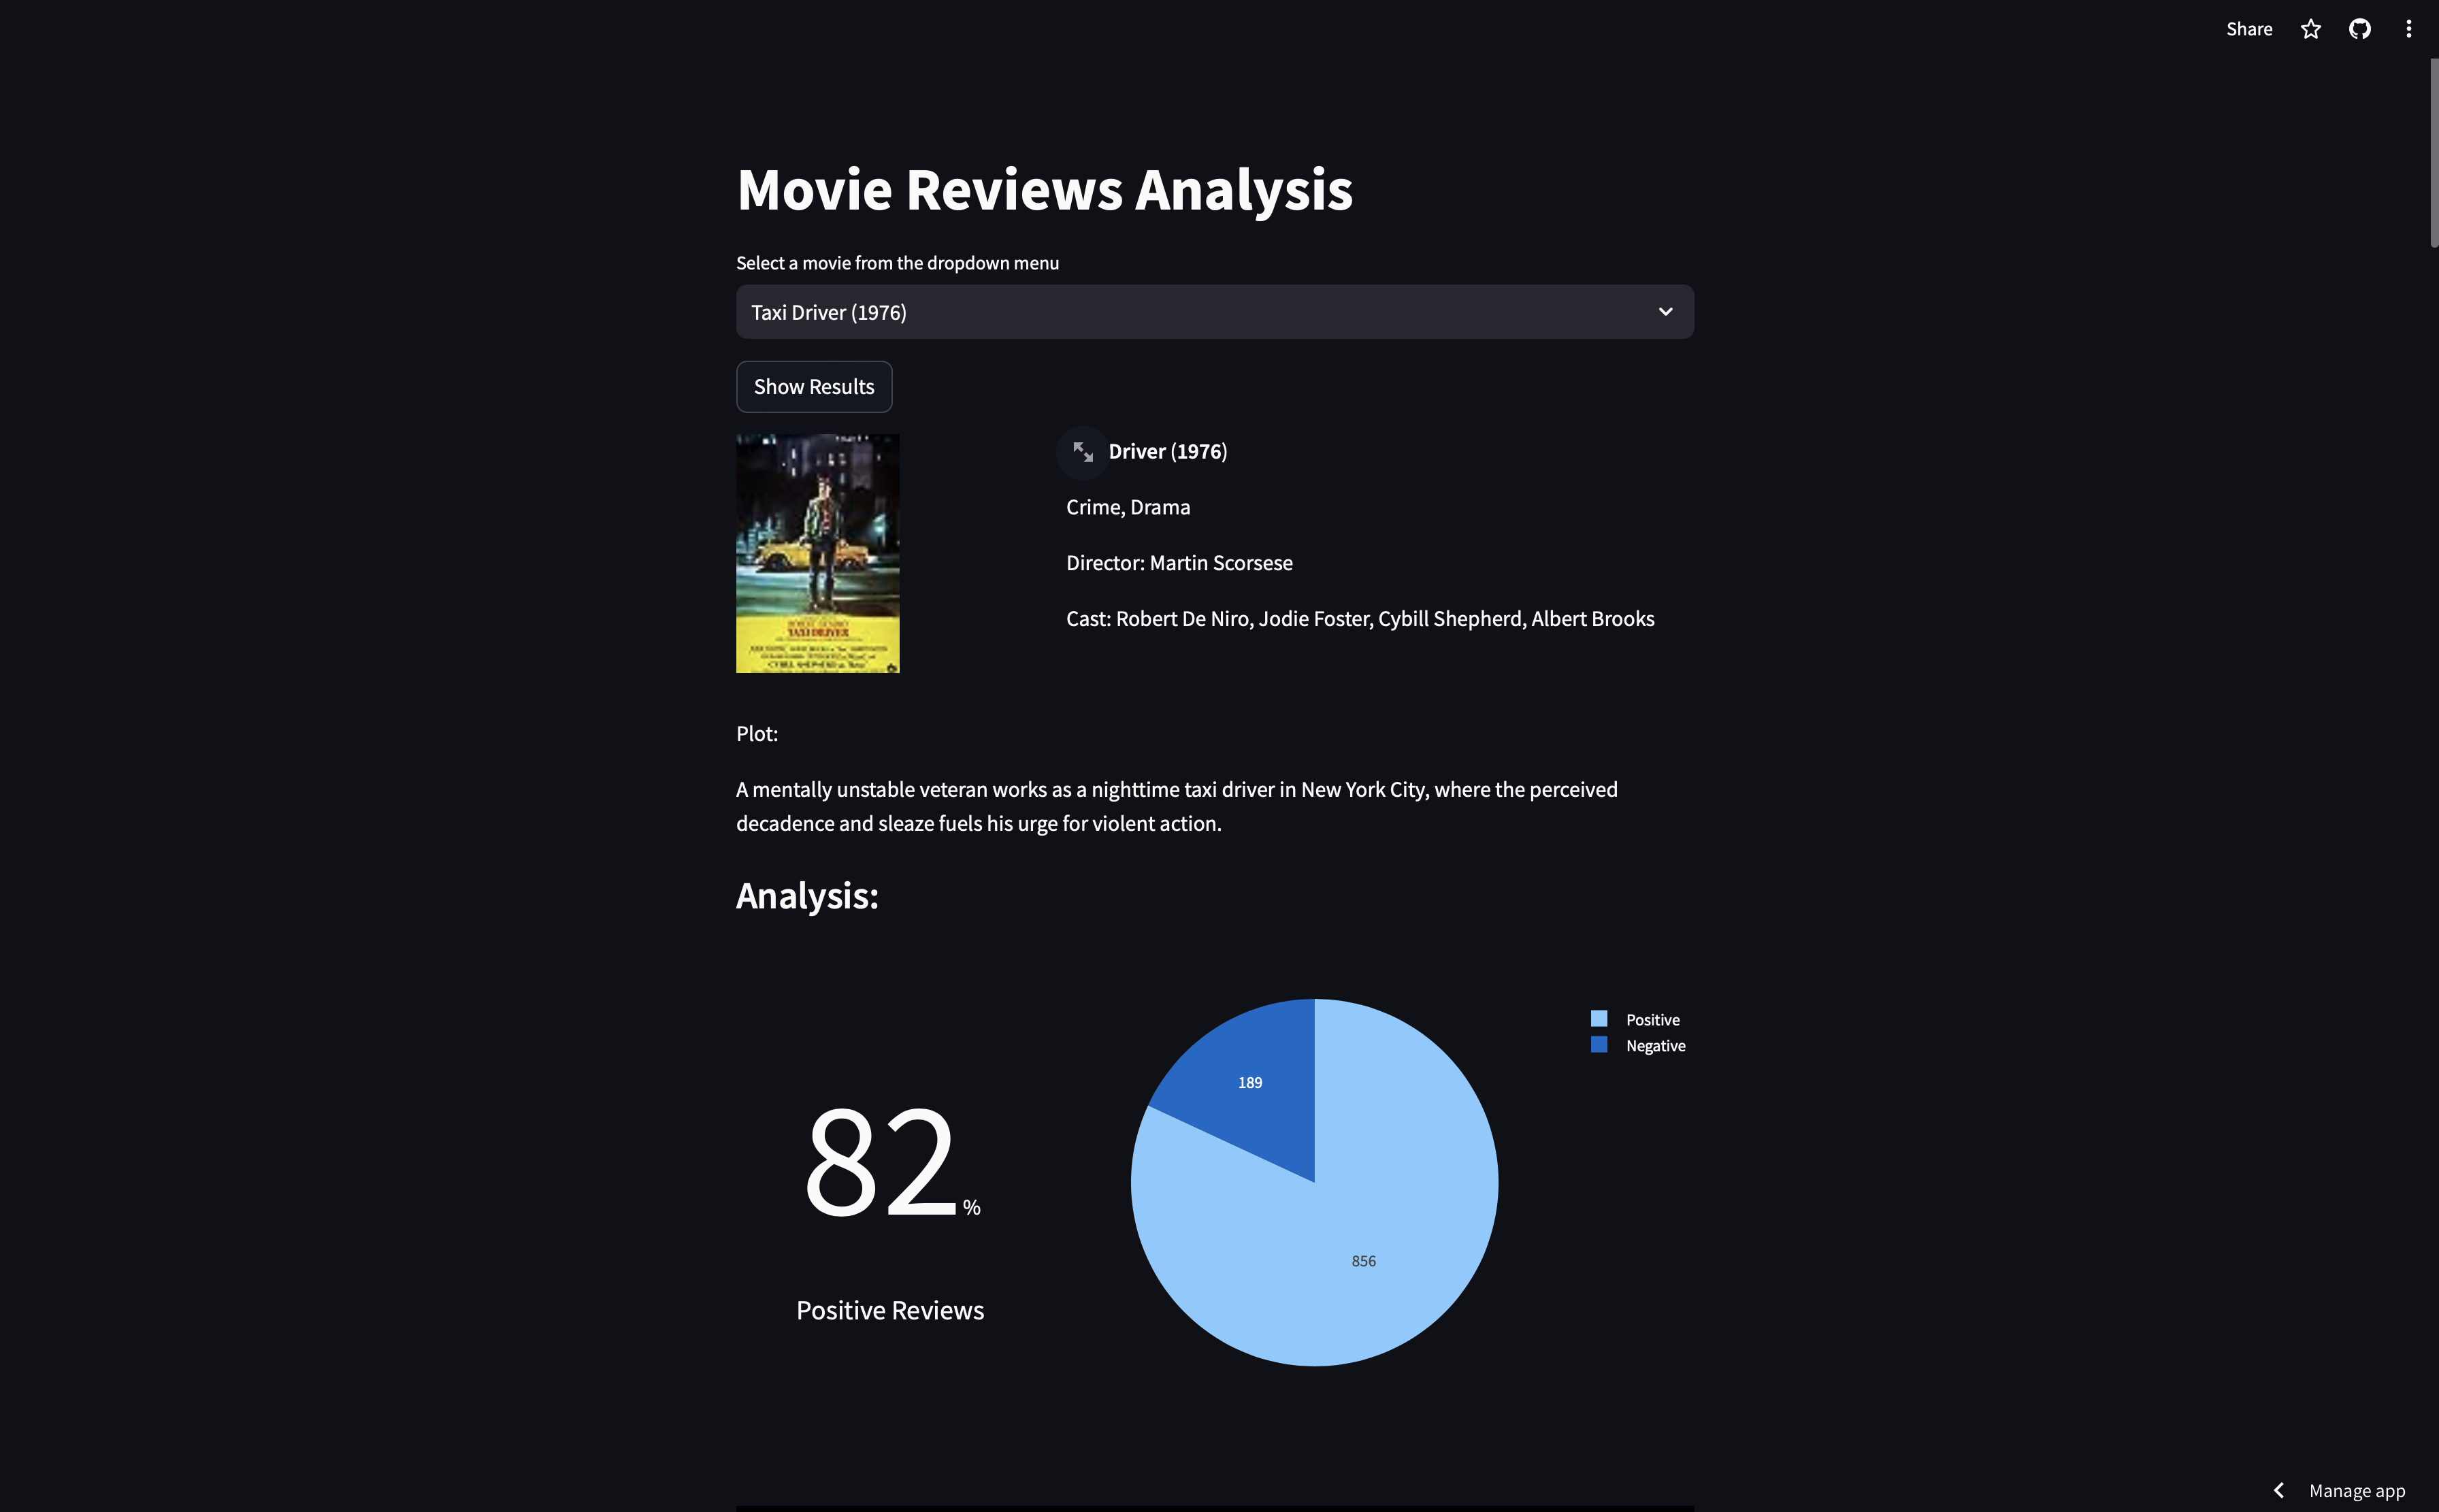 Share
Movie Reviews Analysis
Select a movie from the dropdown menu
Taxi Driver (1976)
Show Results
Driver (1976)
Crime, Drama
Director: Martin Scorsese
Cast: Robert De Niro, Jodie Foster, Cybill Shepherd, Albert Brooks
TAXI DRIVER
Plot:
A mentally unstable veteran works as a nighttime taxi driver in New York City, where the perceived
decadence and sleaze fuels his urge for violent action.
Analysis:
82%
Positive Reviews
189
856
Positive
Negative
Manage app